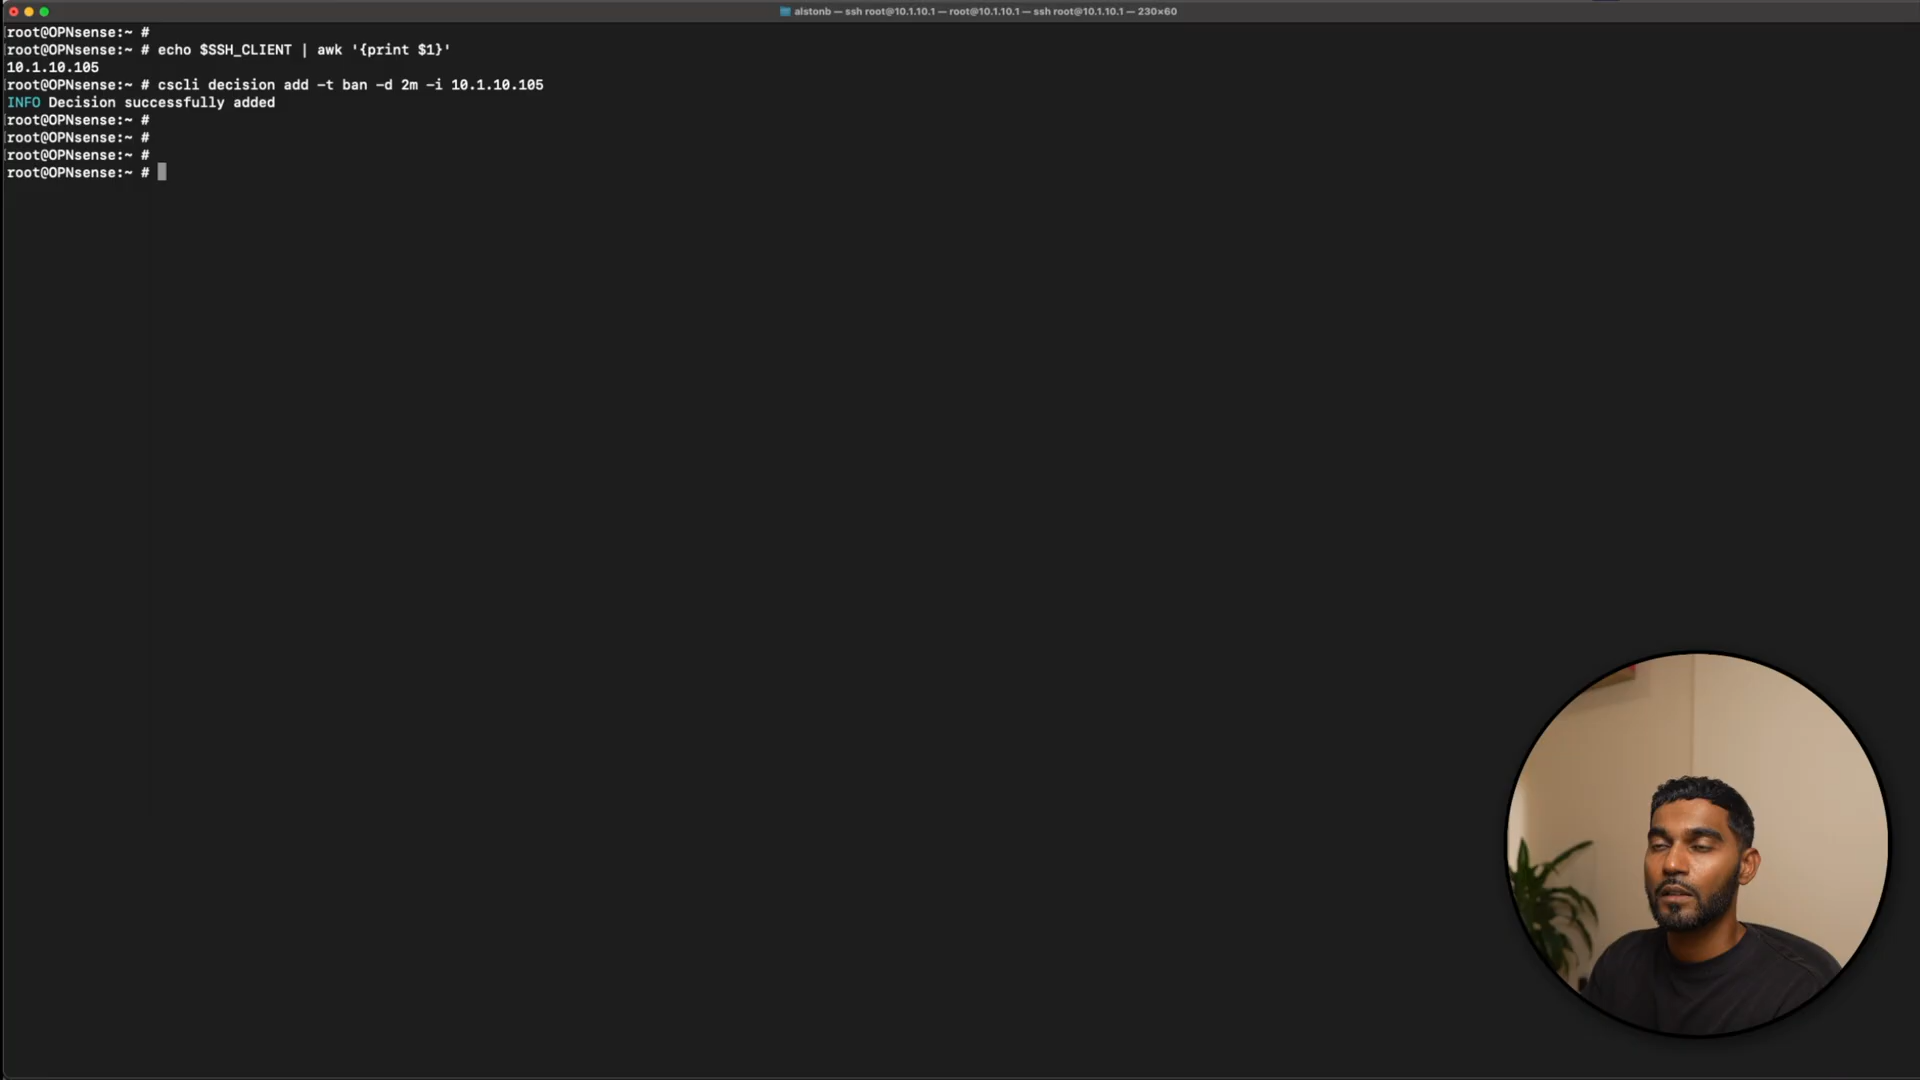 alstonb — ssh root@10.1.10.1 — root@10.1.10.1 — ssh root@10.1.10.1 — 230×60
root@OPNsense:~ #
root@OPNsense:~ # echo $SSH_CLIENT | awk '{print $1}'
10.1.10.105
root@OPNsense:~ # cscli decision add -t ban -d 2m -i 10.1.10.105
INFO Decision successfully added
root@OPNsense:~ #
root@OPNsense:~ #
root@OPNsense:~ #
root@OPNsense:~ #